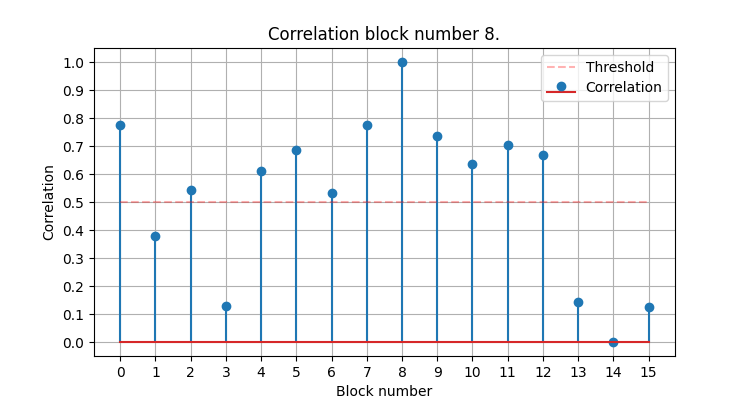 Correlation block number 8.
Threshold
Correlation
Correlation
1.0
0.9
0.8
0.7
0.6
0.5
0.4
0.3
0.2
0.1
0.0
0 1 2 3 4 5 6 7 8 9 10 11 12 13 14 15
Block number